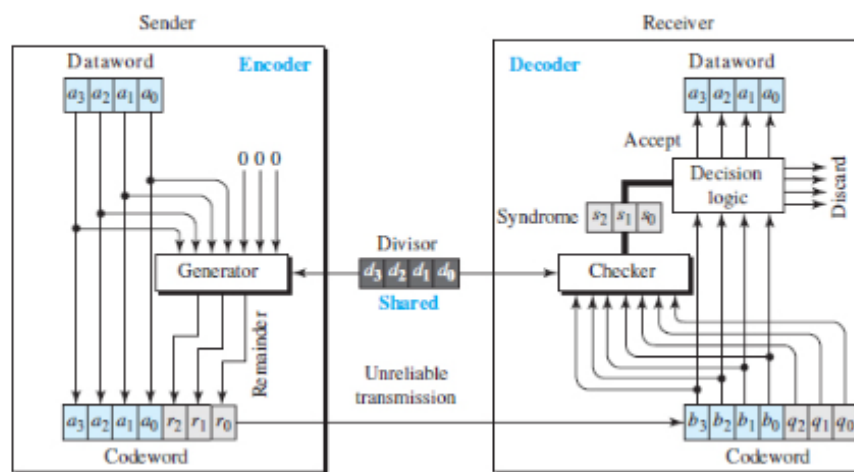 Sender
Receiver
Encoder
Dataword
a3 a2 a1 a0
0 0 0
Generator
Remainder
a3 a2 a1 a0 r2 r1 r0
Codeword
Divisor
d3 d2 d1 d0
Shared
Unreliable
transmission
Decoder
Dataword
a3 a2 a1 a0
Accept
Decision
logic
Discard
Syndrome s2 s1 s0
Checker
b3 b2 b1 b0 q2 q1 q0
Codeword